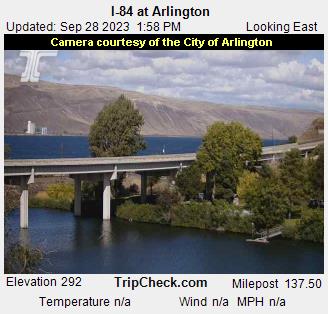 I-84 at Arlington
Updated: Sep 28 2023 1:58 PM Looking East
Camera courtesy of the City of Arlington
Elevation 292 TripCheck.com Milepost 137.50
Temperature n/a Wind n/a MPH n/a